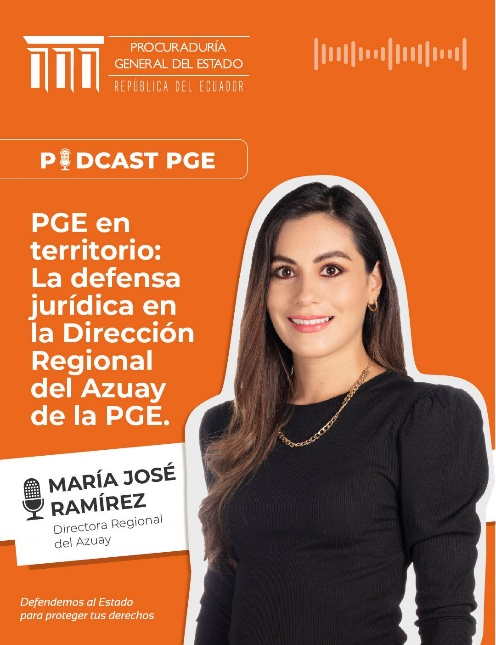 PROCURADURÍA
GENERAL DEL ESTADO
REPÚBLICA DEL ECUADOR
PODCAST PGE
PGE en
territorio:
La defensa
jurídica en
la Dirección
Regional
del Azuay
de la PGE.
MARÍA JOSÉ
RAMÍREZ
Directora Regional
del Azuay
Defendemos al Estado
para proteger tus derechos